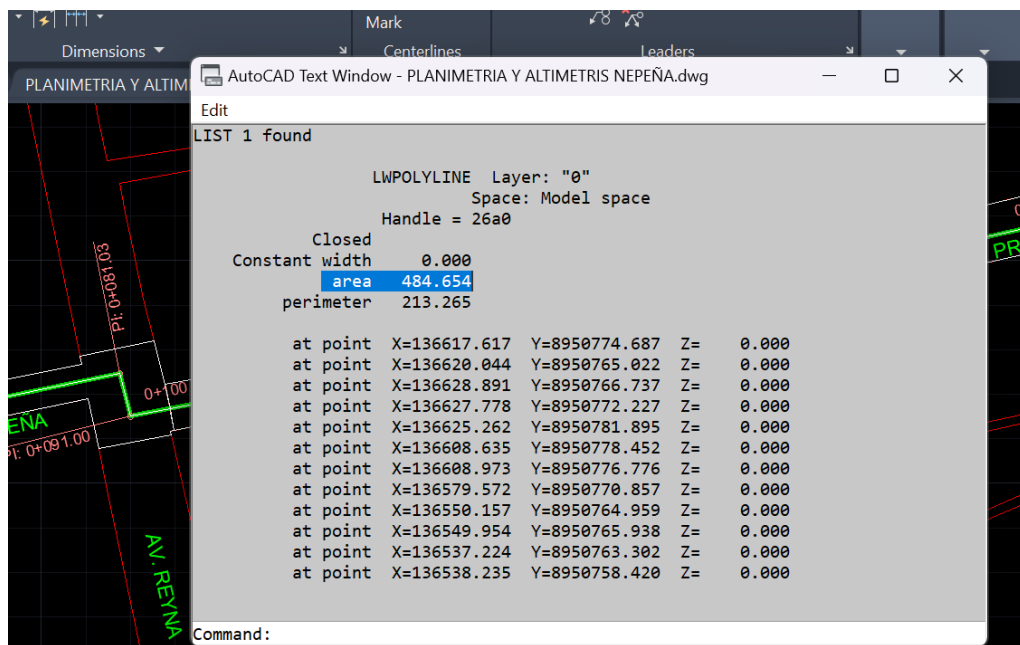 Mark
Dimensions
Centerlines
Leaders
PLANIMETRIA Y ALTIM
AutoCAD Text Window - PLANIMETRIA Y ALTIMETRIS NEPEÑA.dwg
Edit
LIST 1 found
LWPOLYLINE Layer: "0"
Space: Model space
Handle = 26a0
Closed
Constant width 0.000
area 484.654
perimeter 213.265
at point X=136617.617 Y=8950774.687 Z= 0.000
at point X=136620.044 Y=8950765.022 Z= 0.000
at point X=136628.891 Y=8950766.737 Z= 0.000
at point X=136627.778 Y=8950772.227 Z= 0.000
at point X=136625.262 Y=8950781.895 Z= 0.000
at point X=136608.635 Y=8950778.452 Z= 0.000
at point X=136608.973 Y=8950776.776 Z= 0.000
at point X=136579.572 Y=8950770.857 Z= 0.000
at point X=136550.157 Y=8950764.959 Z= 0.000
at point X=136549.954 Y=8950765.938 Z= 0.000
at point X=136537.224 Y=8950763.302 Z= 0.000
at point X=136538.235 Y=8950758.420 Z= 0.000
Command:
PI: 0+081.03
0+100
EÑA
PI: 0+091.00
AV. REYNA
PR